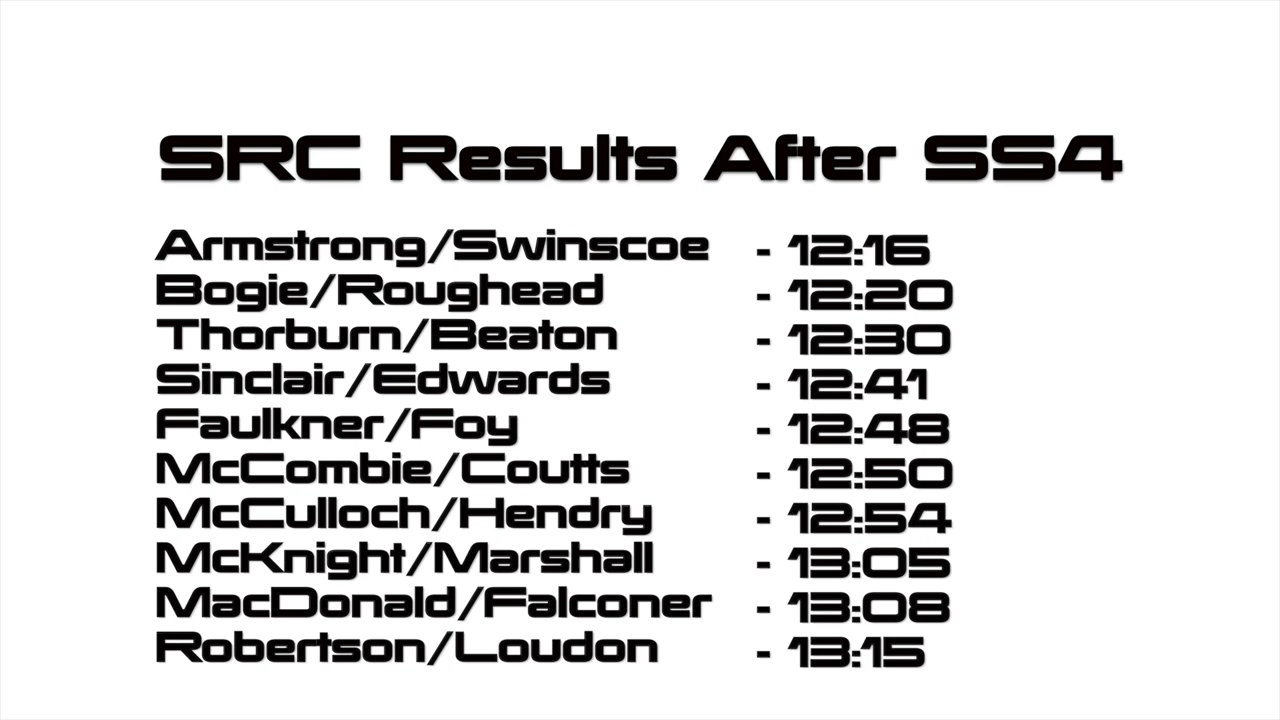 SRC Results After SS4
Armstrong/Swinscoe - 12:16
Bogie/Roughead - 12:20
Thorburn/Beaton - 12:30
Sinclair/Edwards - 12:41
Faulkner/Foy - 12:48
McCombie/Coutts - 12:50
McCulloch/Hendry - 12:54
McKnight/Marshall - 13:05
MacDonald/Falconer - 13:08
Robertson/Loudon - 13:15